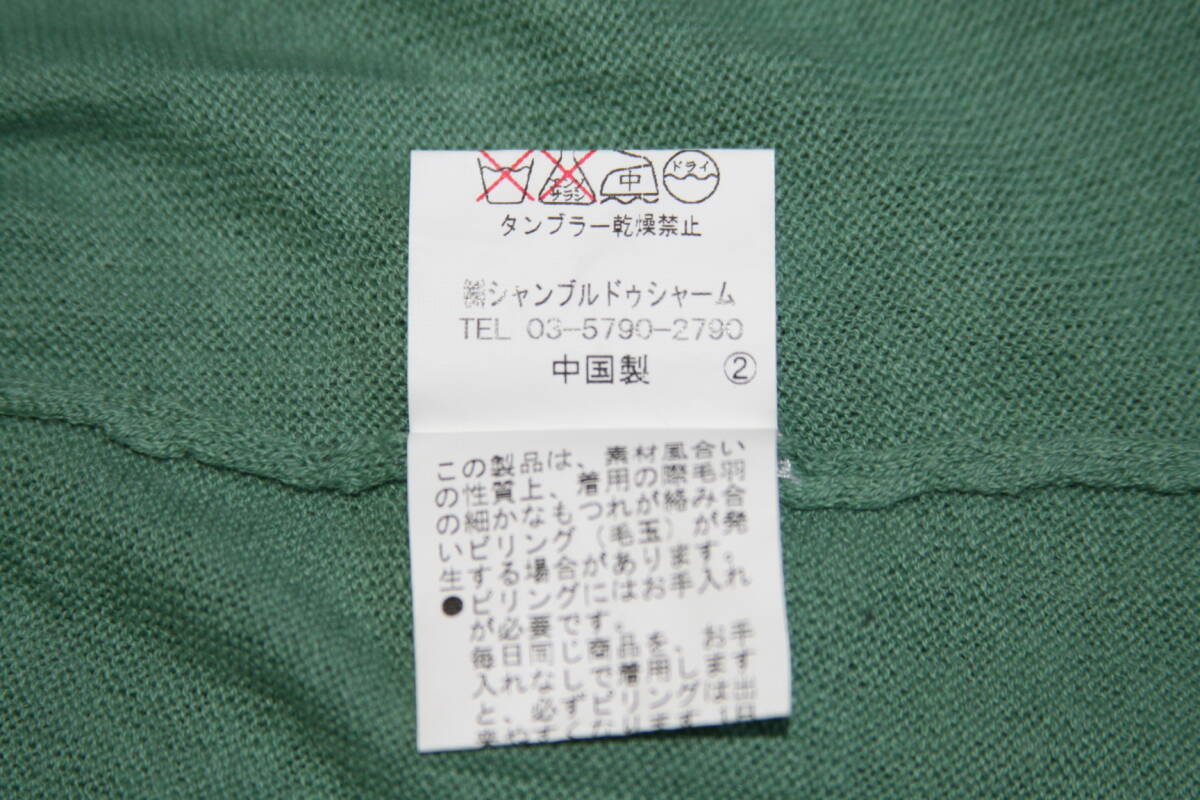 エンソ
サラシ
中
ドライ
タンブラー乾燥禁止
㈱シャンブルドゥシャーム
TEL 03-5790-2790
中国製 ②
この製品は、素材風合い
の性質上、着用の際毛羽
の細かなもつれが絡み合
いピリング（毛玉）が発
生する場合があります。
●ピリングにはお手入れ
が必要です。
毎日同じ商品を、お手
入れなしで着用します
と、必ずピリングは出